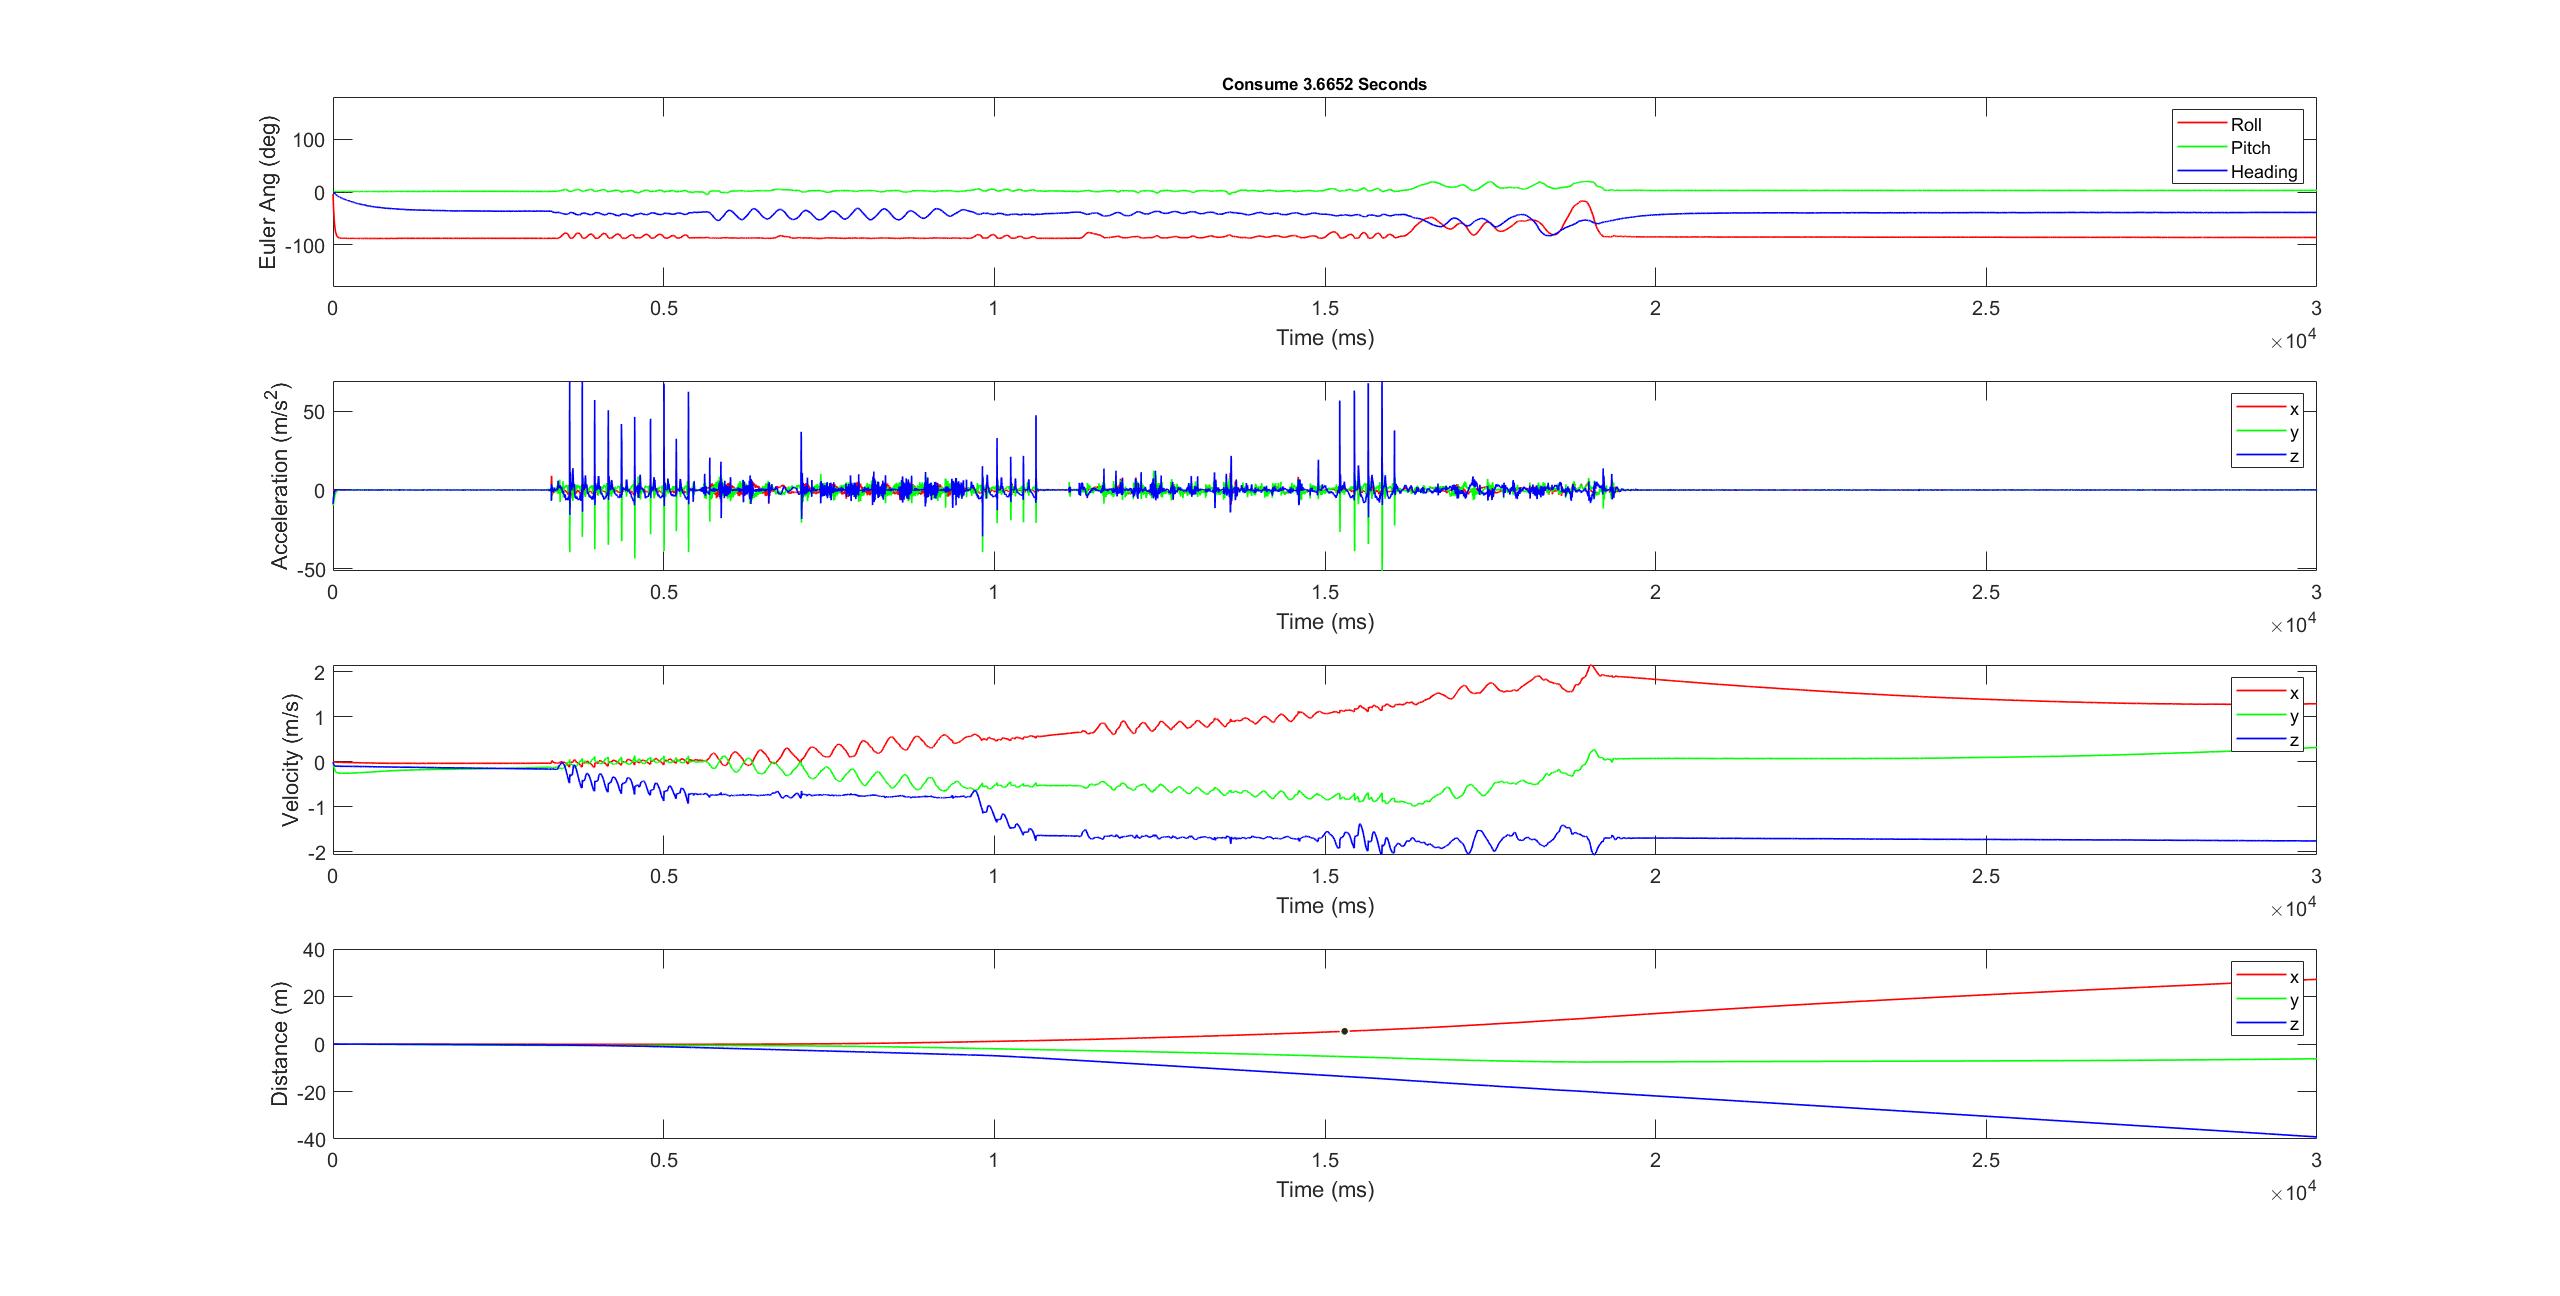 Consume 3.6652 Seconds
Euler Ang (deg)
100
0
-100
Roll
Pitch
Heading
0 0.5 1 1.5 2 2.5 3
Time (ms)
×10^4
Acceleration (m/s^2)
50
0
-50
x
y
z
0 0.5 1 1.5 2 2.5 3
Time (ms)
×10^4
Velocity (m/s)
2
1
0
-1
-2
x
y
z
0 0.5 1 1.5 2 2.5 3
Time (ms)
×10^4
Distance (m)
40
20
0
-20
-40
x
y
z
0 0.5 1 1.5 2 2.5 3
Time (ms)
×10^4